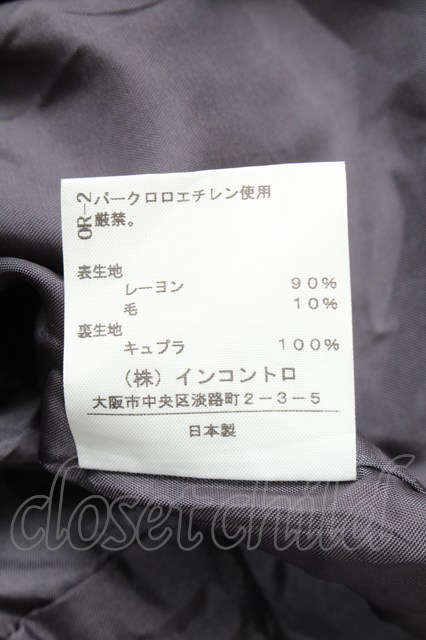 OR-2
パークロロエチレン使用
厳禁。
表生地
レーヨン 90%
毛 10%
裏生地
キュプラ 100%
(株)インコントロ
大阪市中央区淡路町2-3-5
日本製
closet child